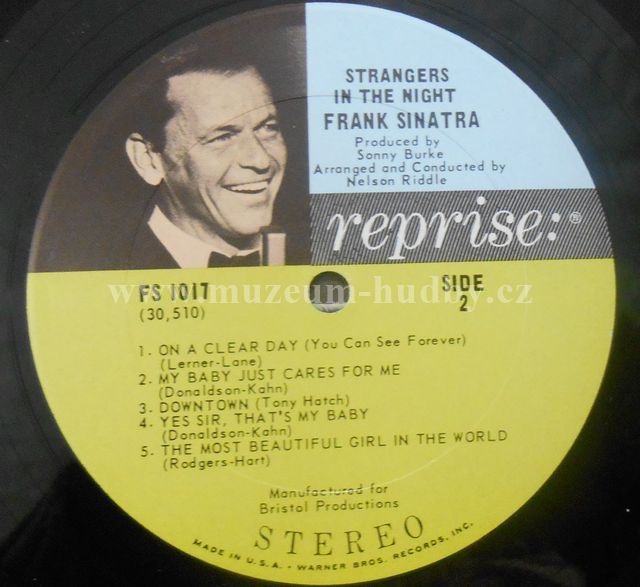 STRANGERS
IN THE NIGHT
FRANK SINATRA
Produced by
Sonny Burke
Arranged and Conducted by
Nelson Riddle
reprise:®
www.muzeum-hudby.cz
FS 1017
(30,510)
SIDE
2
1. ON A CLEAR DAY (You Can See Forever)
(Lerner-Lane)
2. MY BABY JUST CARES FOR ME
(Donaldson-Kahn)
3. DOWNTOWN (Tony Hatch)
4. YES SIR, THAT'S MY BABY
(Donaldson-Kahn)
5. THE MOST BEAUTIFUL GIRL IN THE WORLD
(Rodgers-Hart)
Manufactured for
Bristol Productions
STEREO
MADE IN U.S.A. - WARNER BROS. RECORDS, INC.